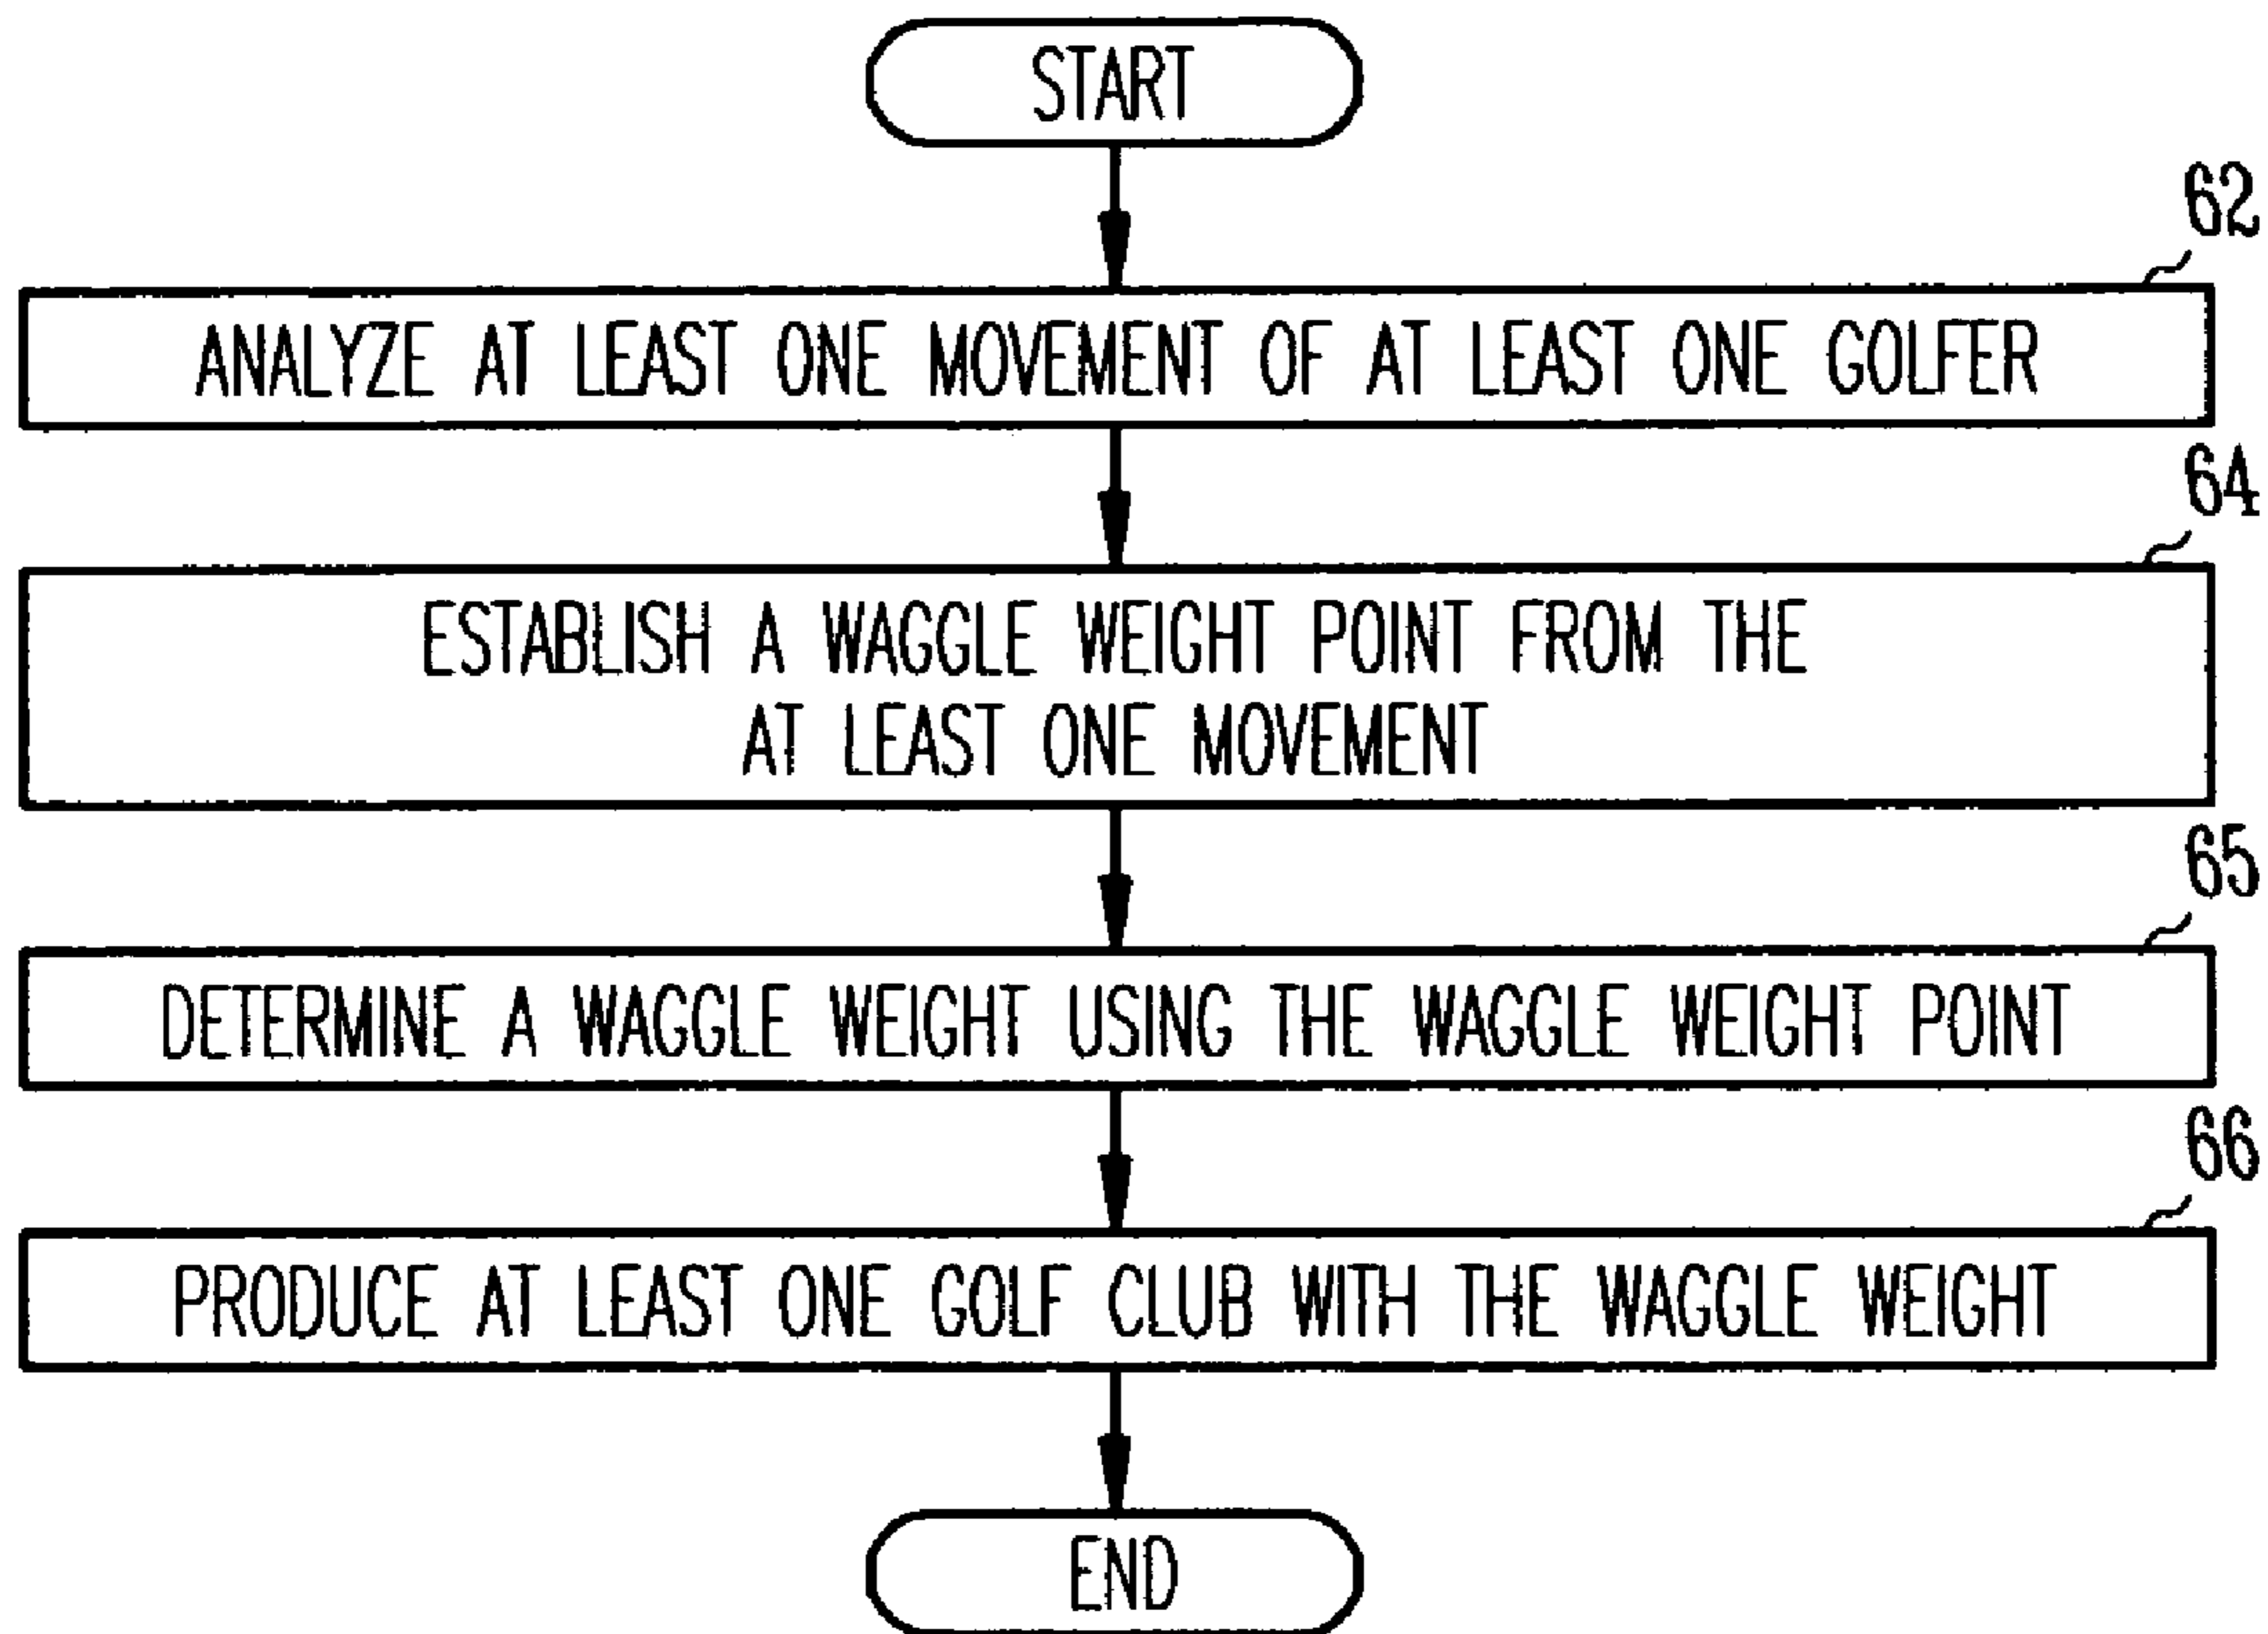 START
62
ANALYZE AT LEAST ONE MOVEMENT OF AT LEAST ONE GOLFER
64
ESTABLISH A WAGGLE WEIGHT POINT FROM THE
AT LEAST ONE MOVEMENT
65
DETERMINE A WAGGLE WEIGHT USING THE WAGGLE WEIGHT POINT
66
PRODUCE AT LEAST ONE GOLF CLUB WITH THE WAGGLE WEIGHT
END